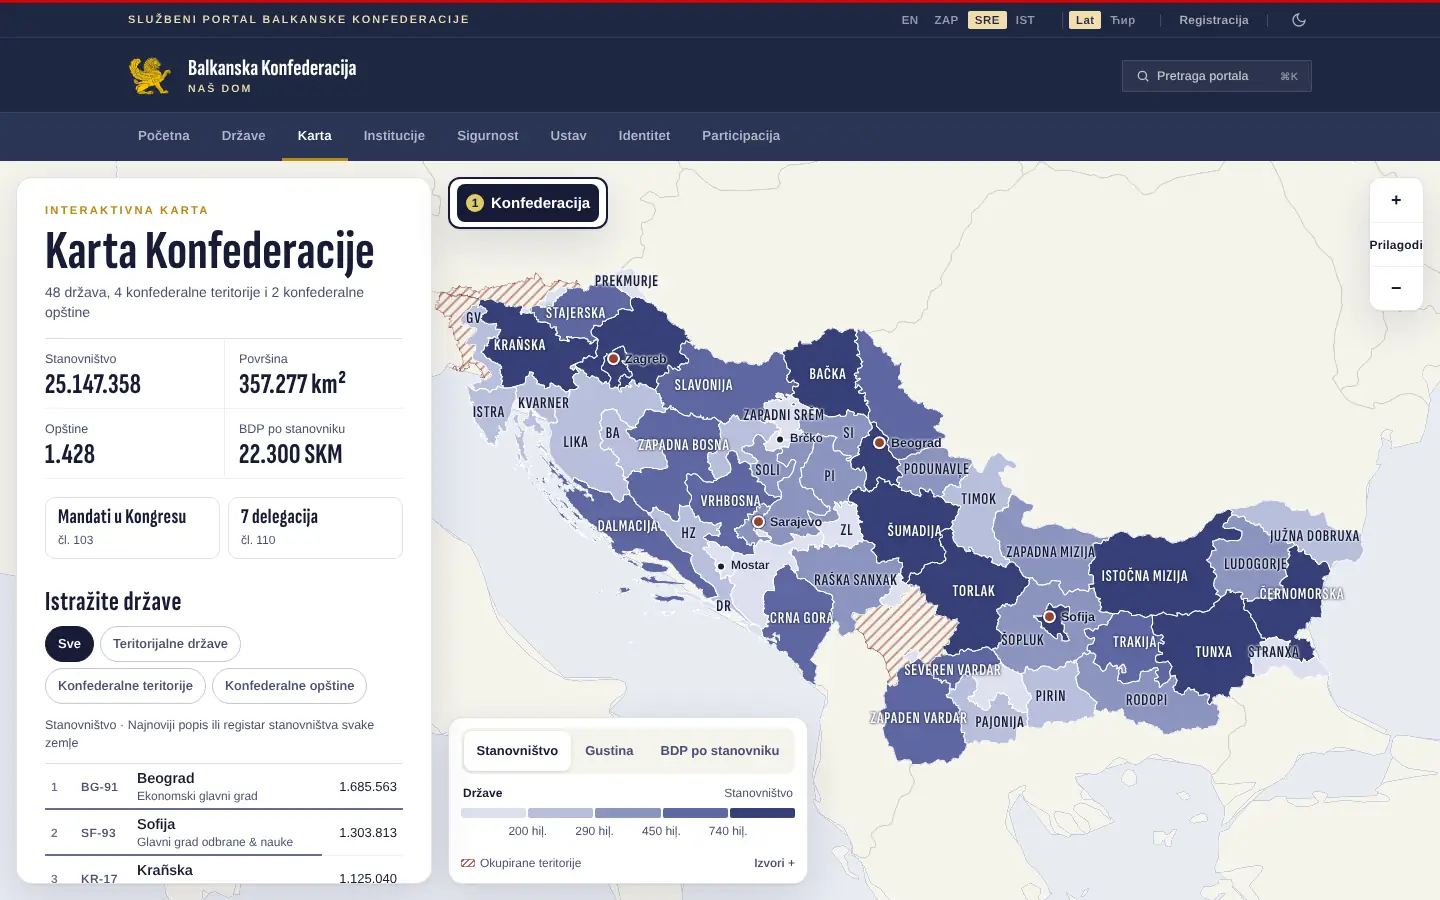 SLUŽBENI PORTAL BALKANSKE KONFEDERACIJE
EN ZAP SRE IST Lat Ћир Registracija
Balkanska Konfederacija
NAŠ DOM
Pretraga portala ⌘K
Početna Države Karta Institucije Sigurnost Ustav Identitet Participacija
INTERAKTIVNA KARTA
Karta Konfederacije
48 država, 4 konfederalne teritorije i 2 konfederalne
opštine
Stanovništvo
25.147.358
Površina
357.277 km²
Opštine
1.428
BDP po stanovniku
22.300 SKM
Mandati u Kongresu
čl. 103
7 delegacija
čl. 110
Istražite države
Sve Teritorijalne države
Konfederalne teritorije Konfederalne opštine
Stanovništvo · Najnoviji popis ili registar stanovništva svake
zemļe
1 BG-91 Beograd 1.685.563
Ekonomski glavni grad
2 SF-93 Sofija 1.303.813
Glavni grad odbrane & nauke
3 KR-17 Krańska 1.125.040
1 Konfederacija
+
Prilagodi
−
PREKMURJE
GV
ŠTAJERSKA
KRAŃSKA
Zagreb
SLAVONIJA
BAČKA
ISTRA
KVARNER
ZAPADNI SREM
LIKA
BA
ZAPADNA BOSNA
Brčko
SI
Beograd
SOLI
PI
PODUNAVĻE
VRHBOSNA
TIMOK
DALMACIJA
Sarajevo
HZ
ZL
ŠUMADIJA
JUŽNA DOBRUXA
ZAPADNA MIZIJA
LUDOGORJE
Mostar
RAŠKA SANXAK
TORLAK
ISTOČNA MIZIJA
ČERNOMORSKA
DR
CRNA GORA
Sofija
ŠOPLUK
TRAKIJA
TUNXA
STRANXA
SEVEREN VARDAR
PIRIN
RODOPI
ZAPADEN VARDAR
PAJONIJA
Stanovništvo Gustina BDP po stanovniku
Države Stanovništvo
200 hiļ. 290 hiļ. 450 hiļ. 740 hiļ.
Okupirane teritorije Izvori +